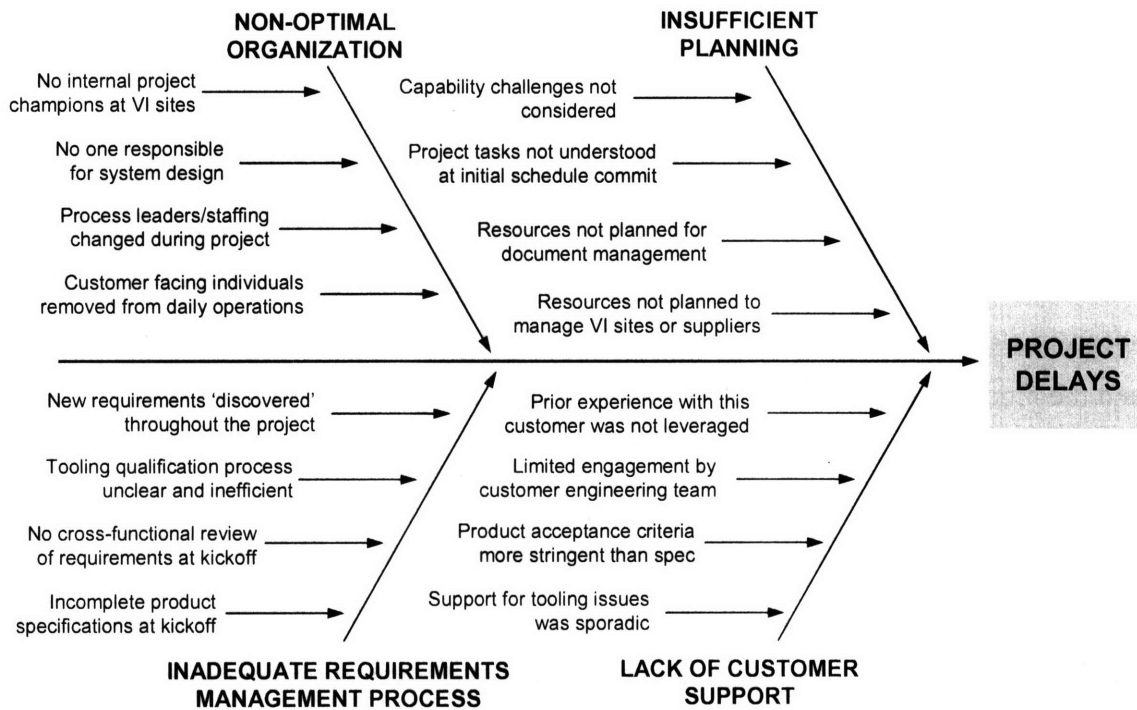 NON-OPTIMAL
ORGANIZATION
No internal project
champions at VI sites
No one responsible
for system design
Process leaders/staffing
changed during project
Customer facing individuals
removed from daily operations
INSUFFICIENT
PLANNING
Capability challenges not
considered
Project tasks not understood
at initial schedule commit
Resources not planned for
document management
Resources not planned to
manage VI sites or suppliers
PROJECT
DELAYS
New requirements ‘discovered’
throughout the project
Tooling qualification process
unclear and inefficient
No cross-functional review
of requirements at kickoff
Incomplete product
specifications at kickoff
INADEQUATE REQUIREMENTS
MANAGEMENT PROCESS
Prior experience with this
customer was not leveraged
Limited engagement by
customer engineering team
Product acceptance criteria
more stringent than spec
Support for tooling issues
was sporadic
LACK OF CUSTOMER
SUPPORT